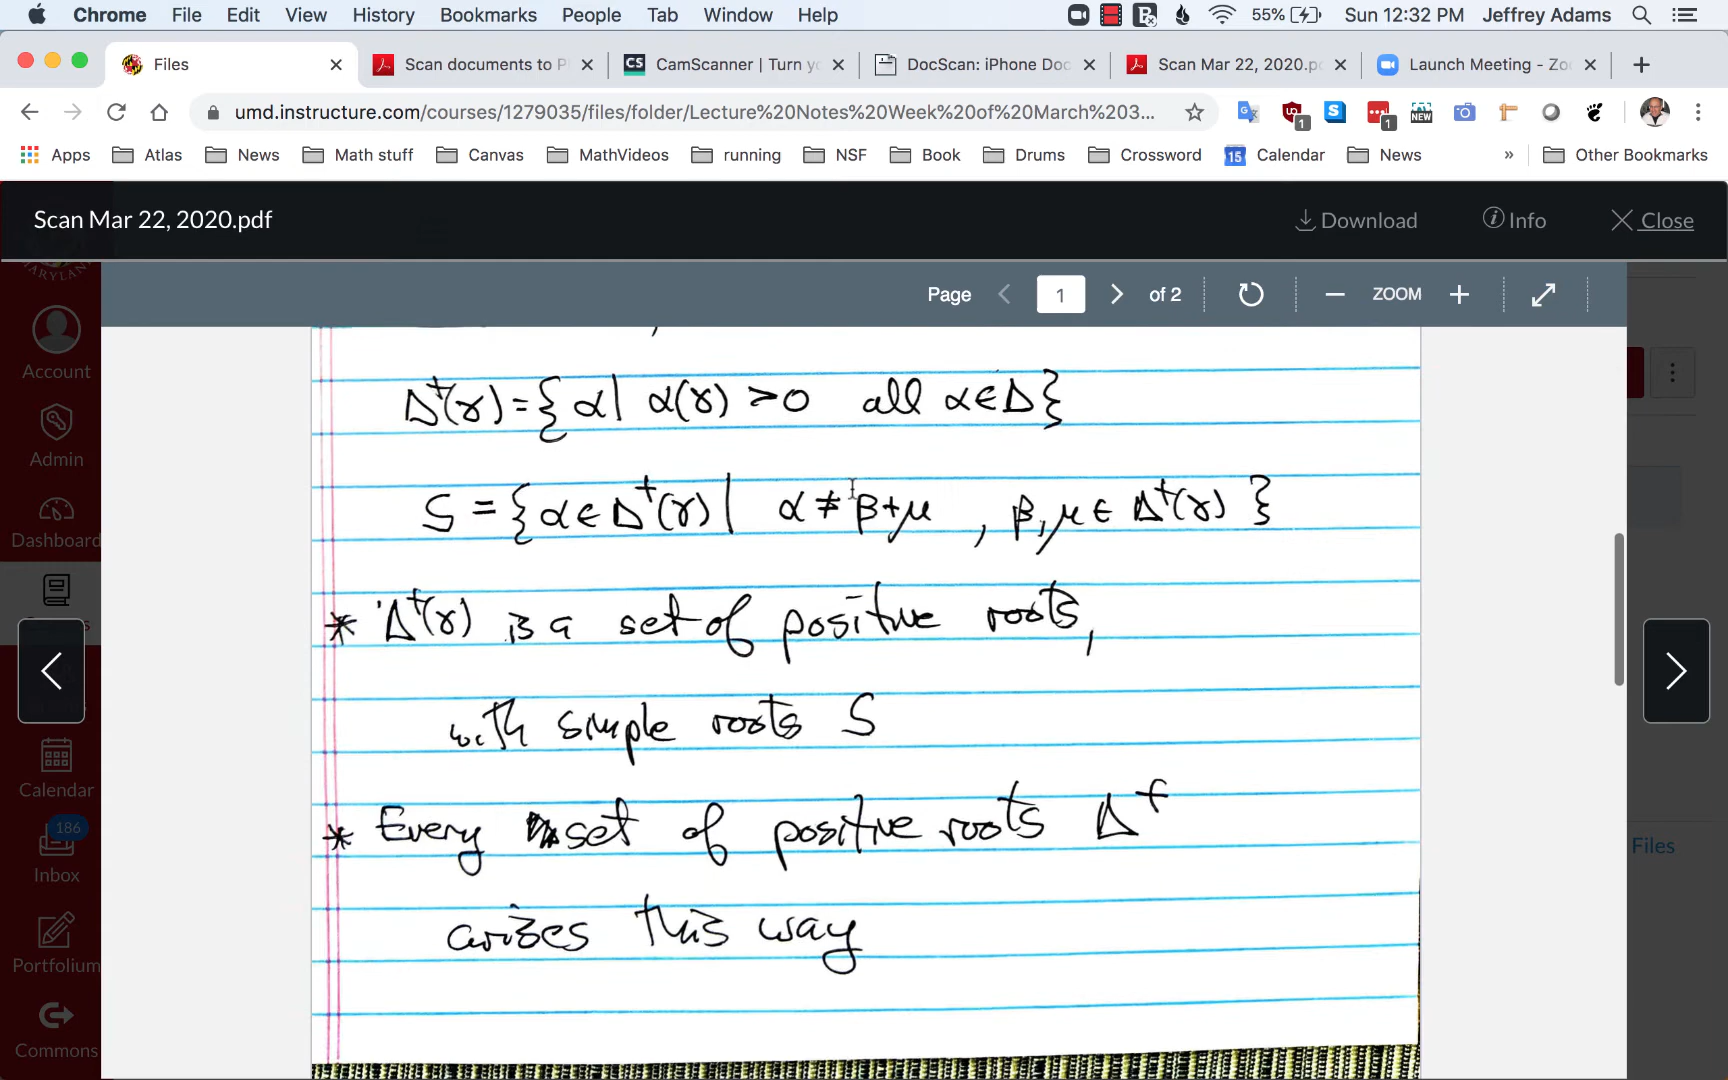 Chrome File Edit View History Bookmarks People Tab Window Help 55% Sun 12:32 PM Jeffrey Adams
Files Scan documents to P CS CamScanner | Turn yo DocScan: iPhone Doc Scan Mar 22, 2020.p Launch Meeting - Zoo
umd.instructure.com/courses/1279035/files/folder/Lecture%20Notes%20Week%20of%20March%203...
Apps Atlas News Math stuff Canvas MathVideos running NSF Book Drums Crossword 15 Calendar News » Other Bookmarks
Scan Mar 22, 2020.pdf Download Info Close
Page 1 of 2 ZOOM
Account
Admin
Dashboard
Calendar
186
Inbox
Portfolium
Commons
Files
Δ⁺(γ) = { α | α(γ) > 0 all α ∈ Δ }
S = { α ∈ Δ⁺(γ) | α ≠ β + μ , β, μ ∈ Δ⁺(γ) }
* Δ⁺(γ) is a set of positive roots,
with simple roots S
* Every set of positive roots Δ⁺
arises this way